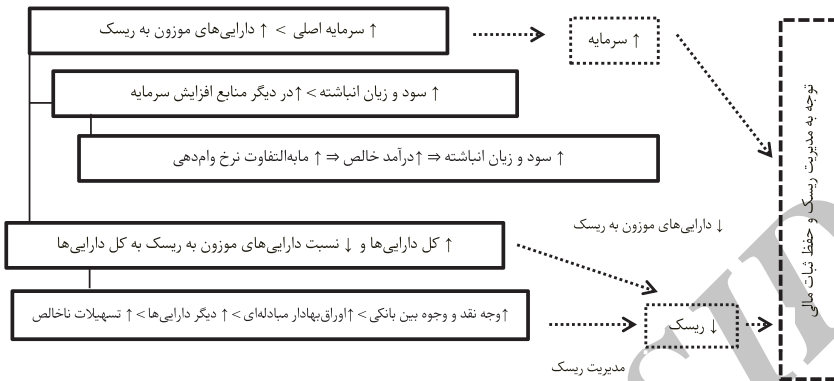 ↑ سرمایه اصلی > ↑ دارایی‌های موزون به ریسک
↑ سرمایه
↑ سود و زیان انباشته > ↑در دیگر منابع افزایش سرمایه
↑ سود و زیان انباشته ⇒ ↑درآمد خالص ⇒ ↑ مابه‌التفاوت نرخ وام‌دهی
↓ دارایی‌های موزون به ریسک
↑ کل دارایی‌ها و ↓ نسبت دارایی‌های موزون به ریسک به کل دارایی‌ها
↑وجه نقد و وجوه بین بانکی> ↑اوراق‌بهادار مبادله‌ای> ↑ دیگر دارایی‌ها> ↑ تسهیلات ناخالص
↓ ریسک
مدیریت ریسک
توجه به مدیریت ریسک و حفظ ثبات مالی
SID